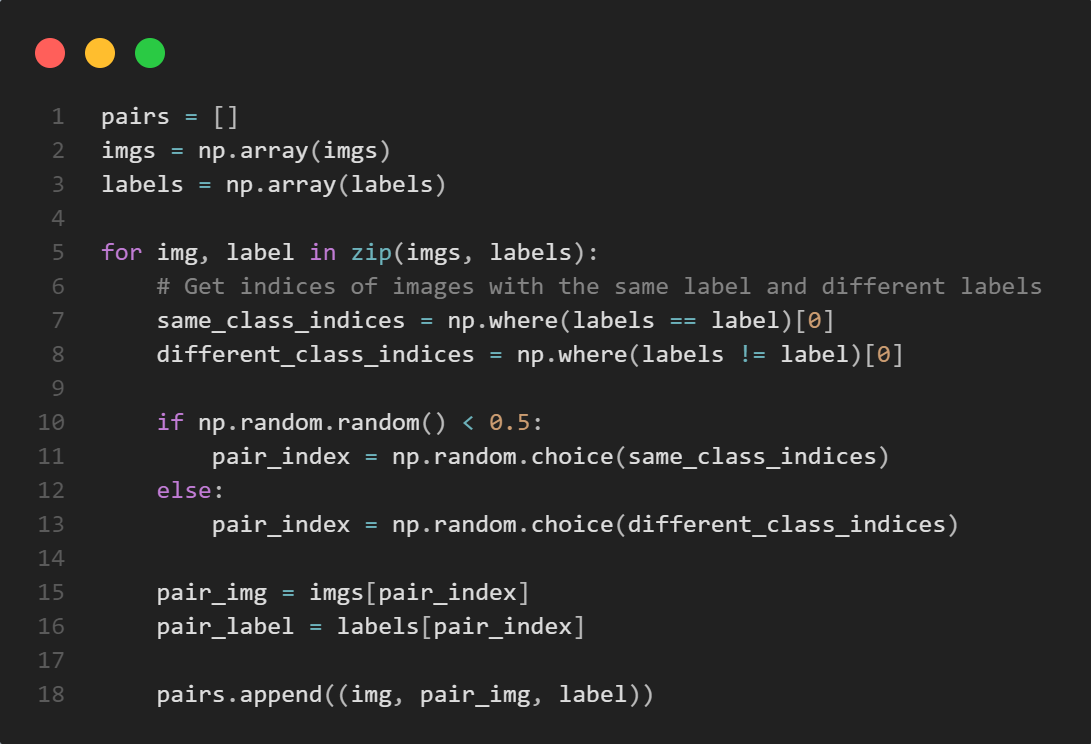 1 pairs = []
2 imgs = np.array(imgs)
3 labels = np.array(labels)
4
5 for img, label in zip(imgs, labels):
6     # Get indices of images with the same label and different labels
7     same_class_indices = np.where(labels == label)[0]
8     different_class_indices = np.where(labels != label)[0]
9
10     if np.random.random() < 0.5:
11         pair_index = np.random.choice(same_class_indices)
12     else:
13         pair_index = np.random.choice(different_class_indices)
14
15     pair_img = imgs[pair_index]
16     pair_label = labels[pair_index]
17
18     pairs.append((img, pair_img, label))